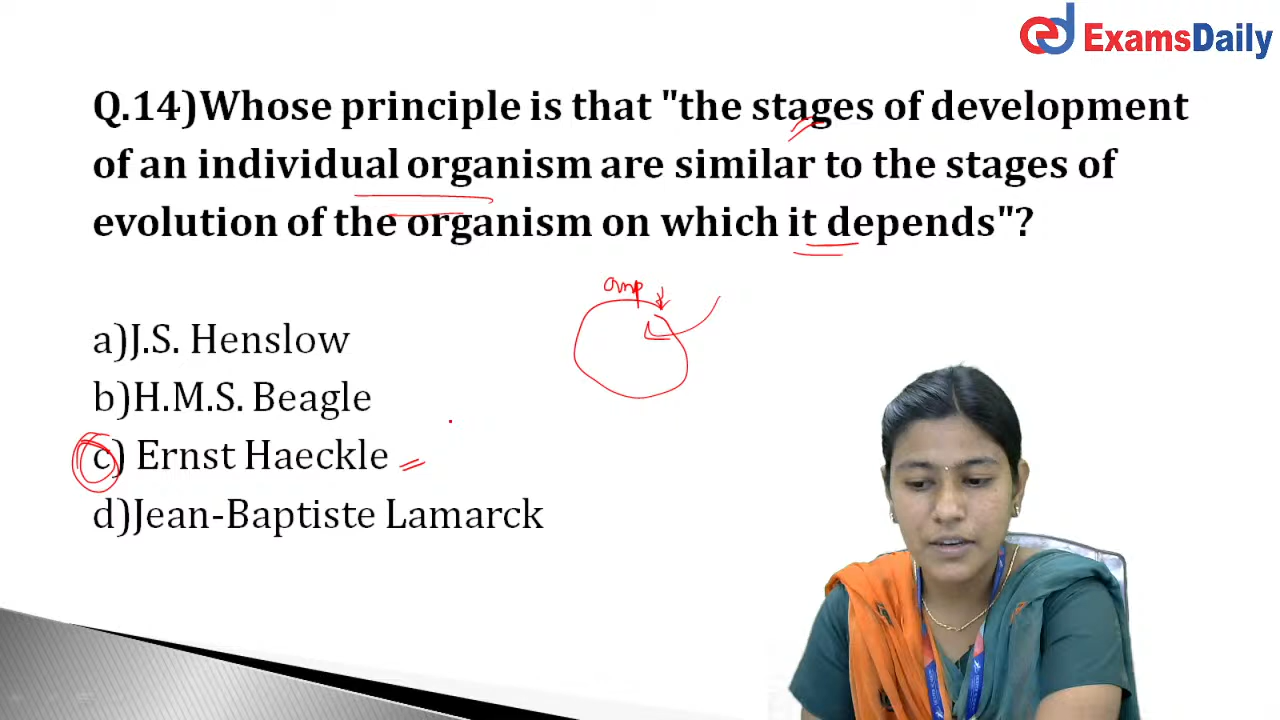 ExamsDaily
Q.14)Whose principle is that "the stages of development
of an individual organism are similar to the stages of
evolution of the organism on which it depends"?
a)J.S. Henslow
b)H.M.S. Beagle
c) Ernst Haeckle
d)Jean-Baptiste Lamarck